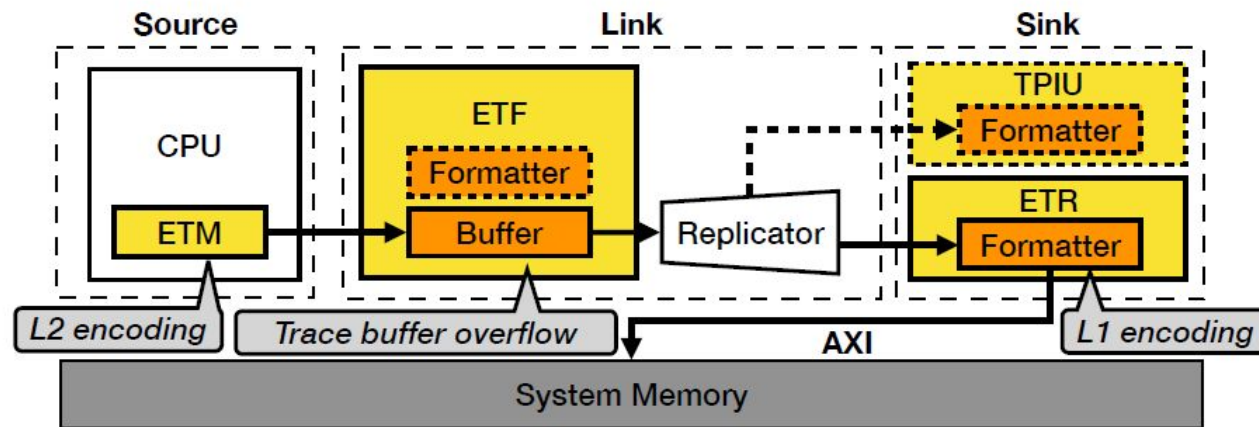 Source
Link
Sink
CPU
ETM
ETF
Formatter
Buffer
Replicator
TPIU
Formatter
ETR
Formatter
L2 encoding
Trace buffer overflow
L1 encoding
AXI
System Memory